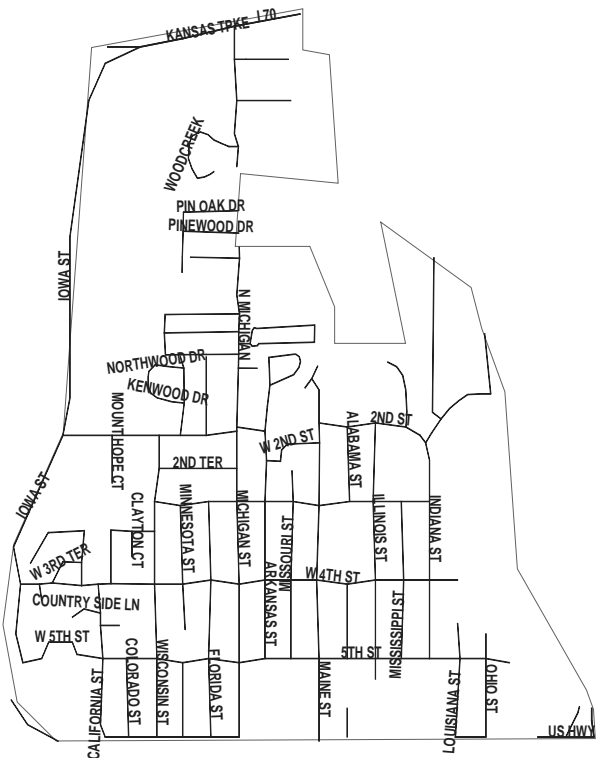 KANSAS TPKE I 70
WOODCREEK
PIN OAK DR
PINEWOOD DR
IOWA ST
N MICHIGAN
NORTHWOOD DR
KENWOOD DR
MOUNTHOPE CT
2ND ST
ALABAMA ST
W 2ND ST
2ND TER
IOWA ST
CLAYTON CT
MINNESOTA ST
MICHIGAN ST
MISSOURI ST
ILLINOIS ST
INDIANA ST
W 3RD TER
ARKANSAS ST
W 4TH ST
COUNTRY SIDE LN
MISSISSIPPI ST
W 5TH ST
5TH ST
CALIFORNIA ST
COLORADO ST
WISCONSIN ST
FLORIDA ST
MAINE ST
LOUISIANA ST
OHIO ST
US HWY